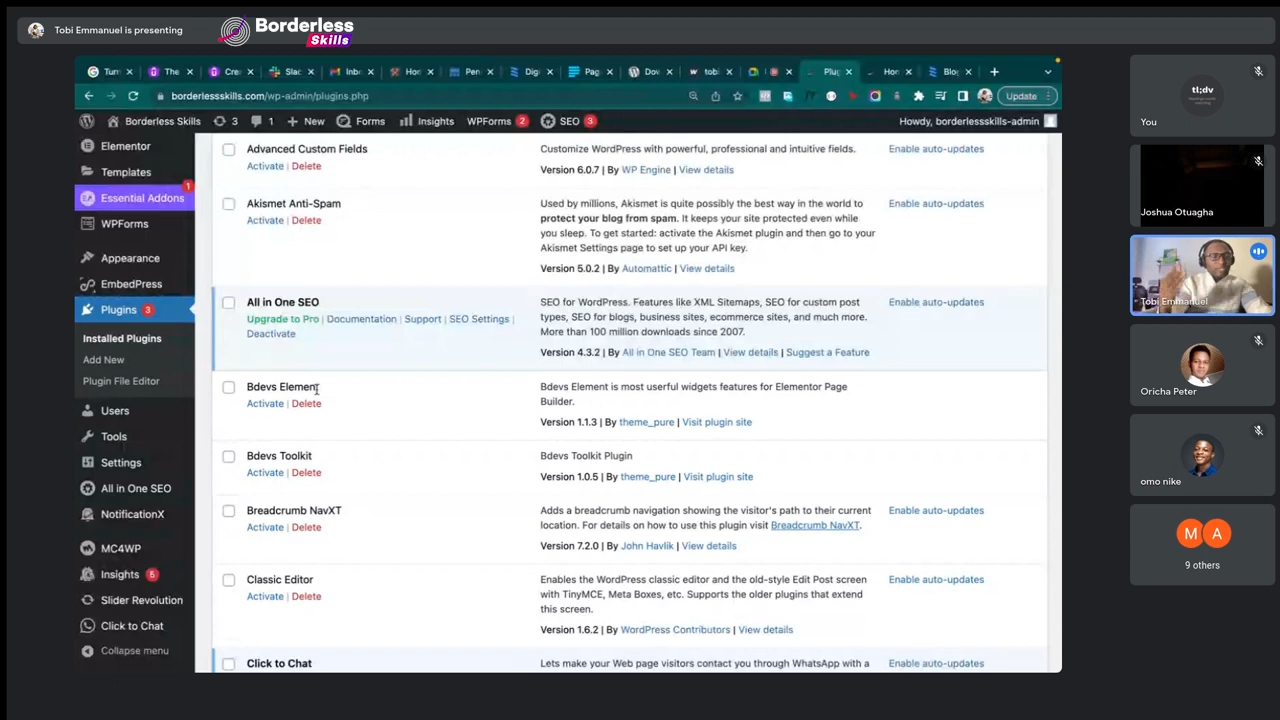 Tobi Emmanuel is presenting
Borderless
Skills
Turn
The
Crea
Slac
Inbo
Hor
Pen
Digi
Pag
Dov
tobi
Plug
Hon
Blog
borderlessskills.com/wp-admin/plugins.php
Update
Borderless Skills
3
1
New
Forms
Insights
WPForms 2
SEO 3
Howdy, borderlessskills-admin
Elementor
Templates
1
Essential Addons
WPForms
Appearance
EmbedPress
Plugins 3
Installed Plugins
Add New
Plugin File Editor
Users
Tools
Settings
All in One SEO
NotificationX
MC4WP
Insights 5
Slider Revolution
Click to Chat
Collapse menu
Advanced Custom Fields
Activate | Delete
Customize WordPress with powerful, professional and intuitive fields.
Version 6.0.7 | By WP Engine | View details
Enable auto-updates
Akismet Anti-Spam
Activate | Delete
Used by millions, Akismet is quite possibly the best way in the world to
protect your blog from spam. It keeps your site protected even while
you sleep. To get started: activate the Akismet plugin and then go to your
Akismet Settings page to set up your API key.
Version 5.0.2 | By Automattic | View details
Enable auto-updates
All in One SEO
Upgrade to Pro | Documentation | Support | SEO Settings |
Deactivate
SEO for WordPress. Features like XML Sitemaps, SEO for custom post
types, SEO for blogs, business sites, ecommerce sites, and much more.
More than 100 million downloads since 2007.
Version 4.3.2 | By All in One SEO Team | View details | Suggest a Feature
Enable auto-updates
Bdevs Element
Activate | Delete
Bdevs Element is most userful widgets features for Elementor Page
Builder.
Version 1.1.3 | By theme_pure | Visit plugin site
Bdevs Toolkit
Activate | Delete
Bdevs Toolkit Plugin
Version 1.0.5 | By theme_pure | Visit plugin site
Breadcrumb NavXT
Activate | Delete
Adds a breadcrumb navigation showing the visitor's path to their current
location. For details on how to use this plugin visit Breadcrumb NavXT.
Version 7.2.0 | By John Havlik | View details
Enable auto-updates
Classic Editor
Activate | Delete
Enables the WordPress classic editor and the old-style Edit Post screen
with TinyMCE, Meta Boxes, etc. Supports the older plugins that extend
this screen.
Version 1.6.2 | By WordPress Contributors | View details
Enable auto-updates
Click to Chat
Lets make your Web page visitors contact you through WhatsApp with a
Enable auto-updates
tl;dv
You
Joshua Otuagha
Tobi Emmanuel
Oricha Peter
omo nike
M
A
9 others